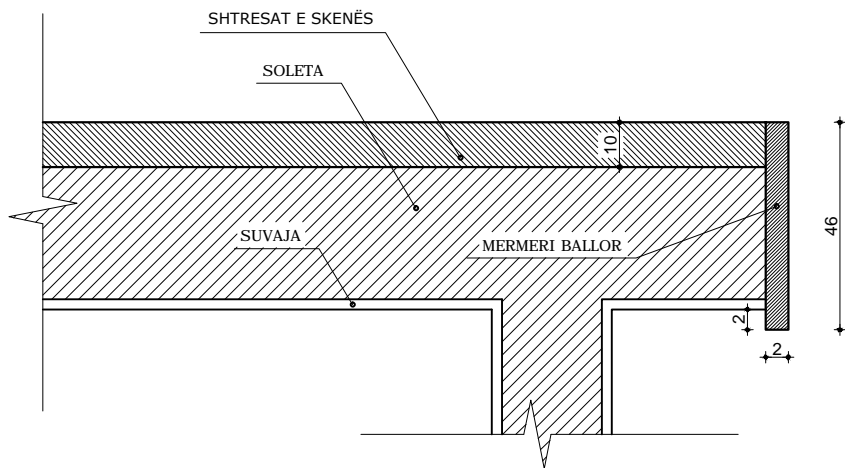 SHTRESAT E SKENËS
SOLETA
10
46
SUVAJA
MERMERI BALLOR
2
2